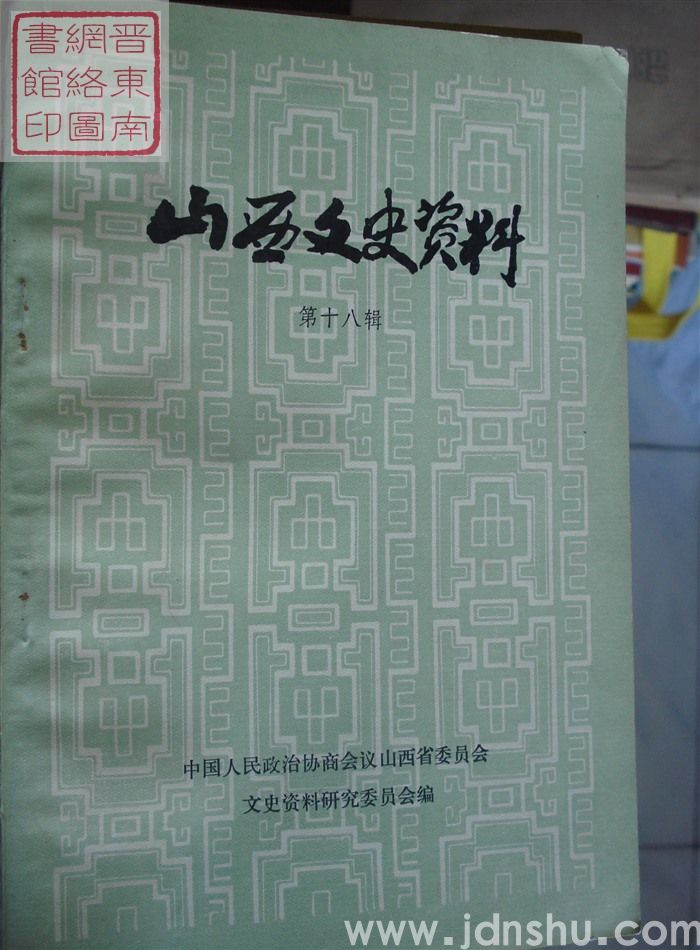 晋東南
網絡圖
書館印
山西文史资料
第十八辑
中国人民政治协商会议山西省委员会
文史资料研究委员会编
www.jdnshu.com